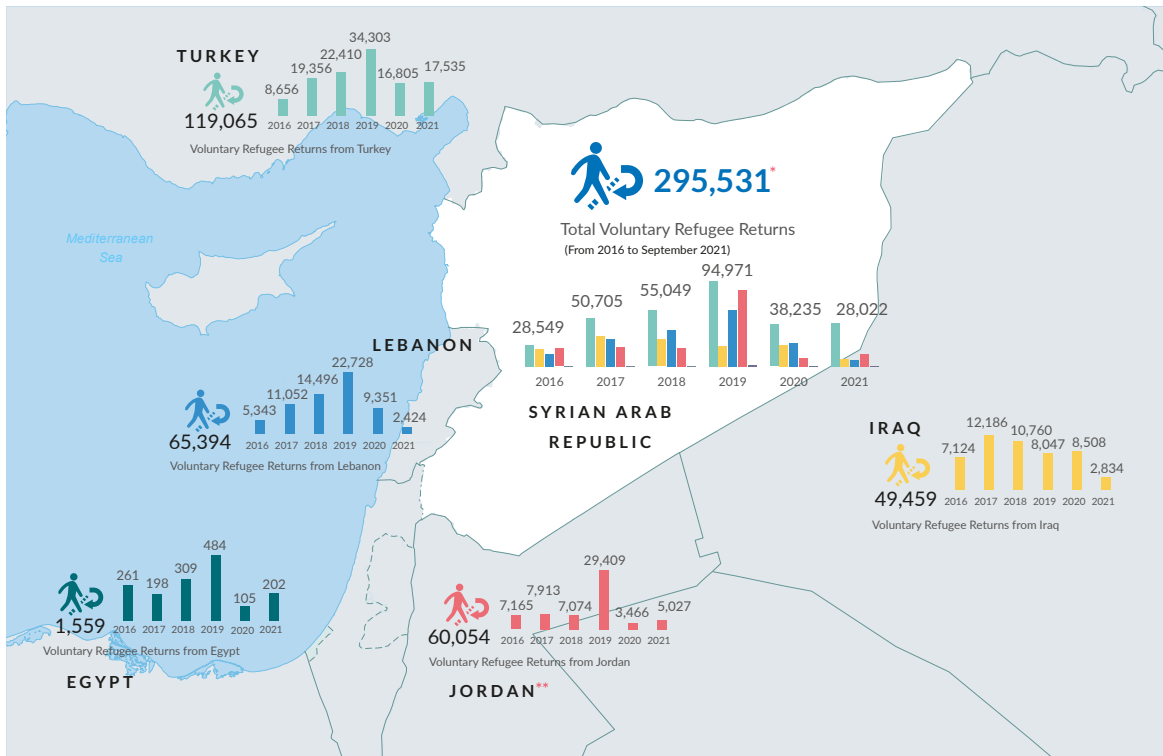 TURKEY
119,065
8,656
19,356
22,410
34,303
16,805
17,535
2016 2017 2018 2019 2020 2021
Voluntary Refugee Returns from Turkey
Mediterranean
Sea
295,531*
Total Voluntary Refugee Returns
(From 2016 to September 2021)
28,549
50,705
55,049
94,971
38,235
28,022
2016 2017 2018 2019 2020 2021
SYRIAN ARAB
REPUBLIC
LEBANON
65,394
5,343
11,052
14,496
22,728
9,351
2,424
2016 2017 2018 2019 2020 2021
Voluntary Refugee Returns from Lebanon
IRAQ
49,459
7,124
12,186
10,760
8,047
8,508
2,834
2016 2017 2018 2019 2020 2021
Voluntary Refugee Returns from Iraq
1,559
261
198
309
484
105
202
2016 2017 2018 2019 2020 2021
Voluntary Refugee Returns from Egypt
EGYPT
60,054
7,165
7,913
7,074
29,409
3,466
5,027
2016 2017 2018 2019 2020 2021
Voluntary Refugee Returns from Jordan
JORDAN**